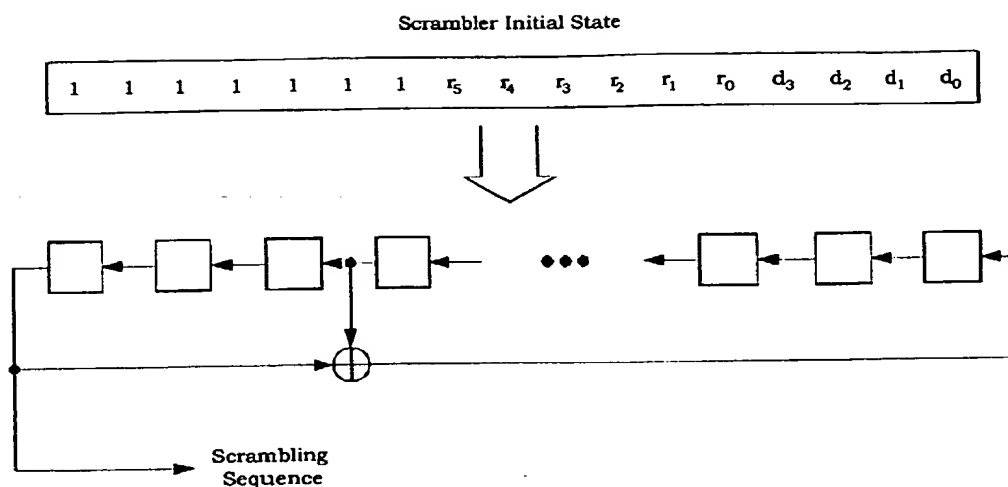 Scrambler Initial State
1 1 1 1 1 1 1 r5 r4 r3 r2 r1 r0 d3 d2 d1 d0
Scrambling
Sequence